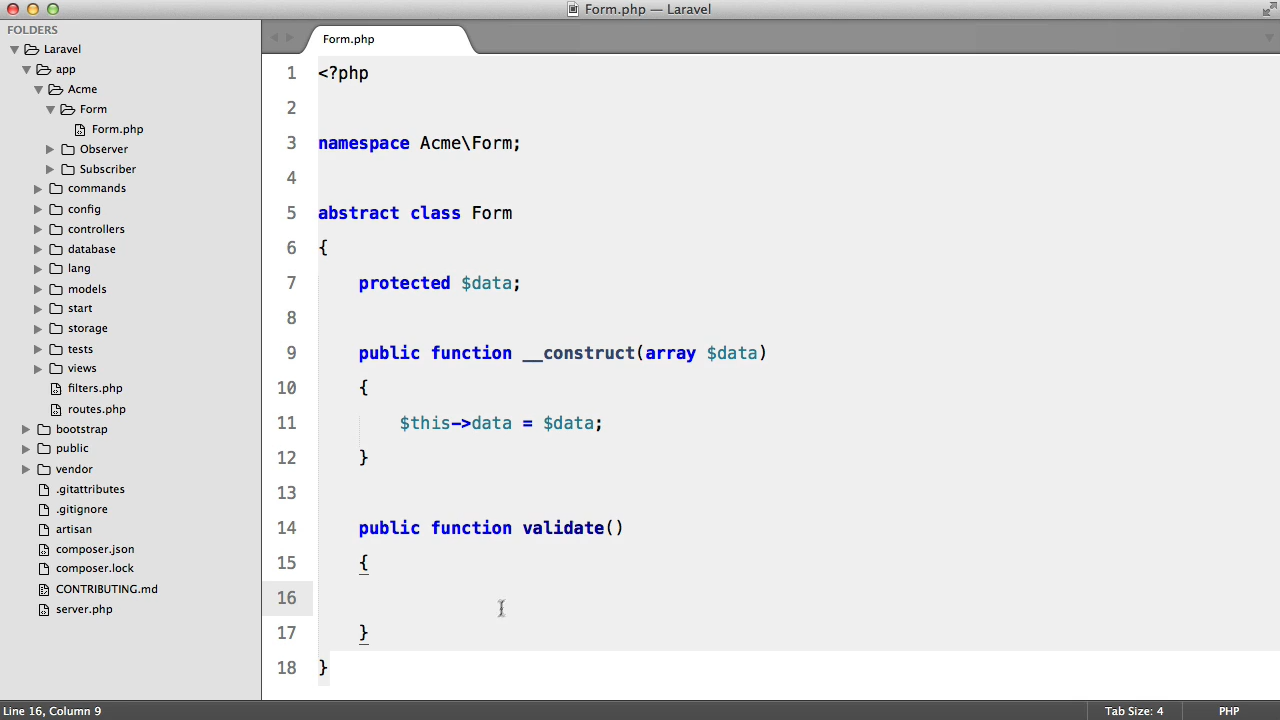 Form.php — Laravel
FOLDERS
Laravel
app
Acme
Form
Form.php
Observer
Subscriber
commands
config
controllers
database
lang
models
start
storage
tests
views
filters.php
routes.php
bootstrap
public
vendor
.gitattributes
.gitignore
artisan
composer.json
composer.lock
CONTRIBUTING.md
server.php
Form.php
1 <?php
2
3 namespace Acme\Form;
4
5 abstract class Form
6 {
7     protected $data;
8
9     public function __construct(array $data)
10     {
11         $this->data = $data;
12     }
13
14     public function validate()
15     {
16
17     }
18 }
Line 16, Column 9
Tab Size: 4
PHP